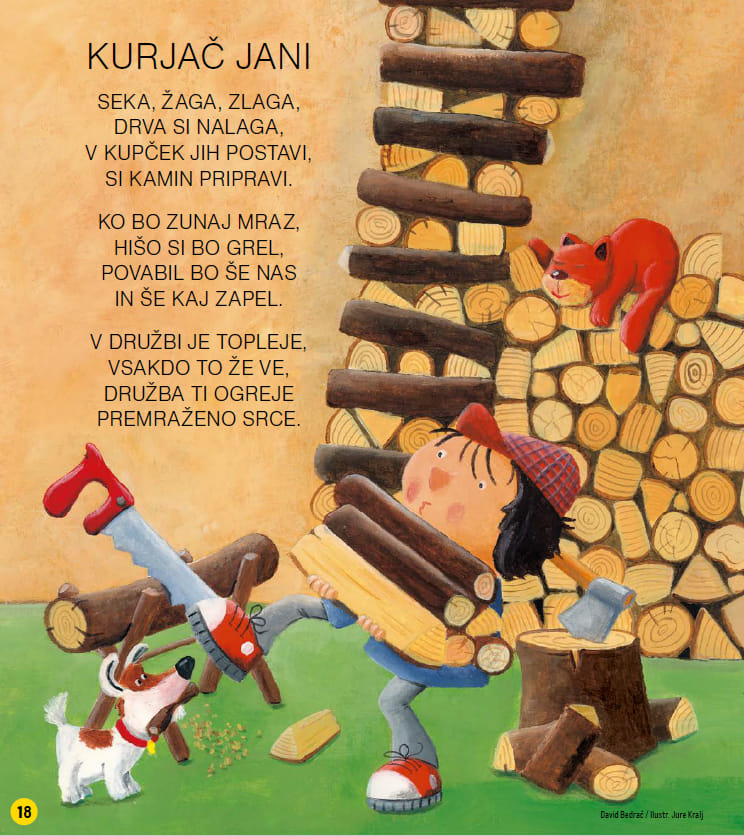 KURJAČ JANI
SEKA, ŽAGA, ZLAGA,
DRVA SI NALAGA,
V KUPČEK JIH POSTAVI,
SI KAMIN PRIPRAVI.
KO BO ZUNAJ MRAZ,
HIŠO SI BO GREL,
POVABIL BO ŠE NAS
IN ŠE KAJ ZAPEL.
V DRUŽBI JE TOPLEJE,
VSAKDO TO ŽE VE,
DRUŽBA TI OGREJE
PREMRAŽENO SRCE.
18
David Bedrač / Ilustr. Jure Kralj